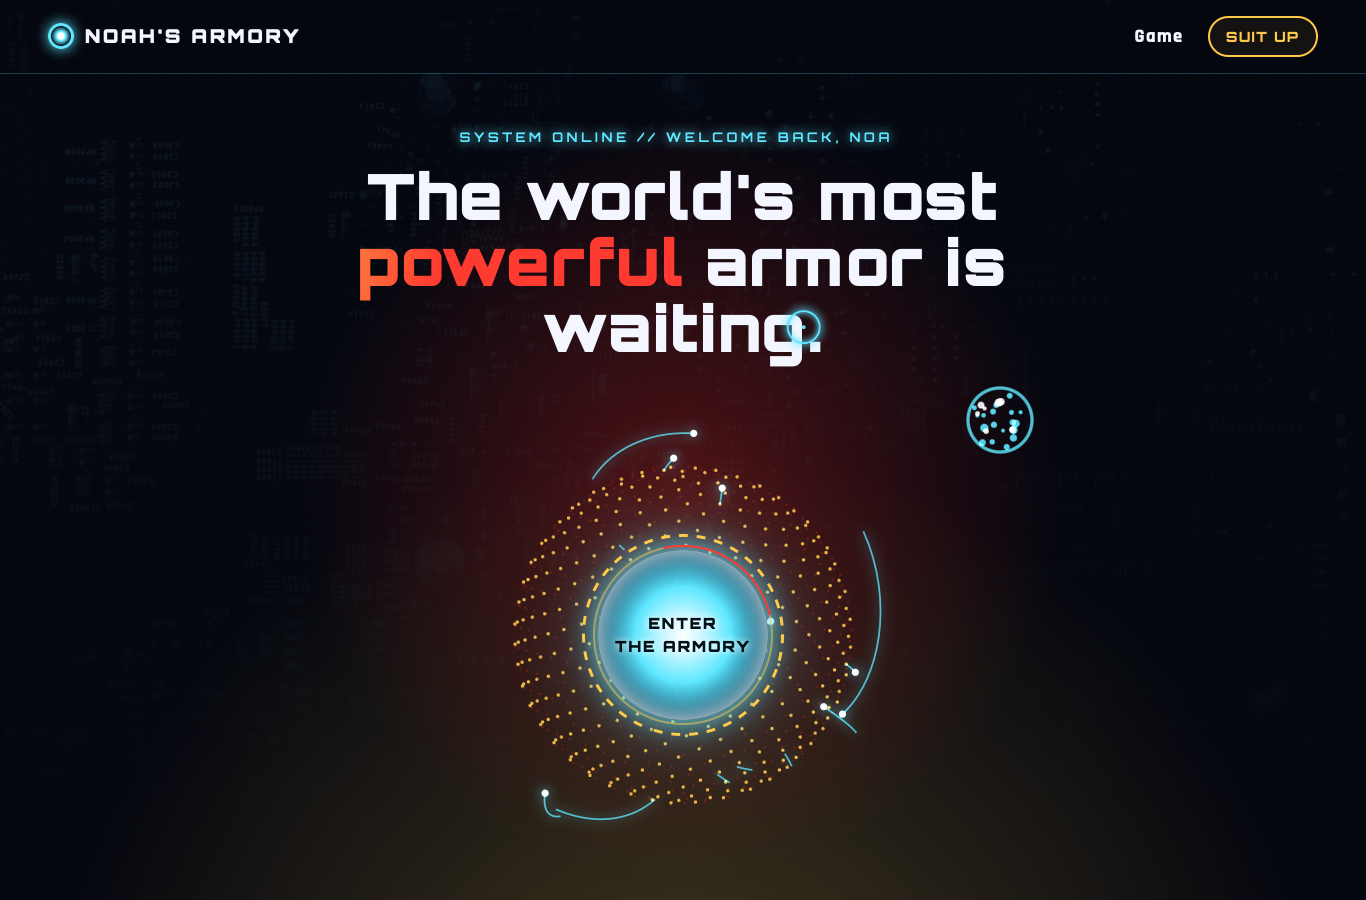 NOAH'S ARMORY
Game
SUIT UP
SYSTEM ONLINE // WELCOME BACK, NOA
The world's most
powerful armor is
waiting.
ENTER
THE ARMORY